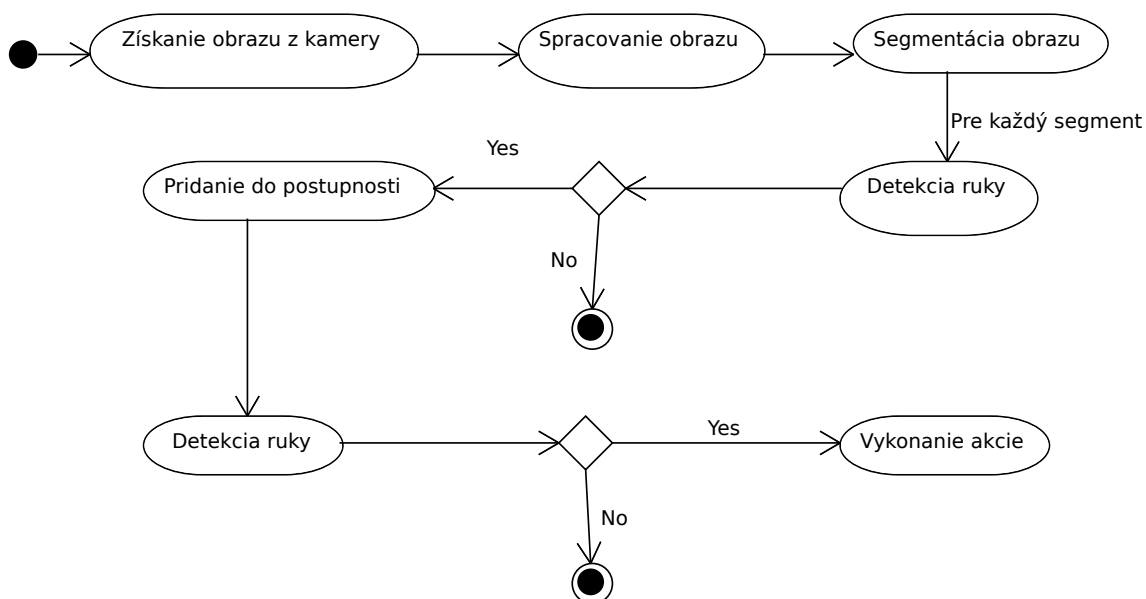 Získanie obrazu z kamery
Spracovanie obrazu
Segmentácia obrazu
Pre každý segment
Detekcia ruky
Yes
Pridanie do postupnosti
No
Detekcia ruky
Yes
Vykonanie akcie
No